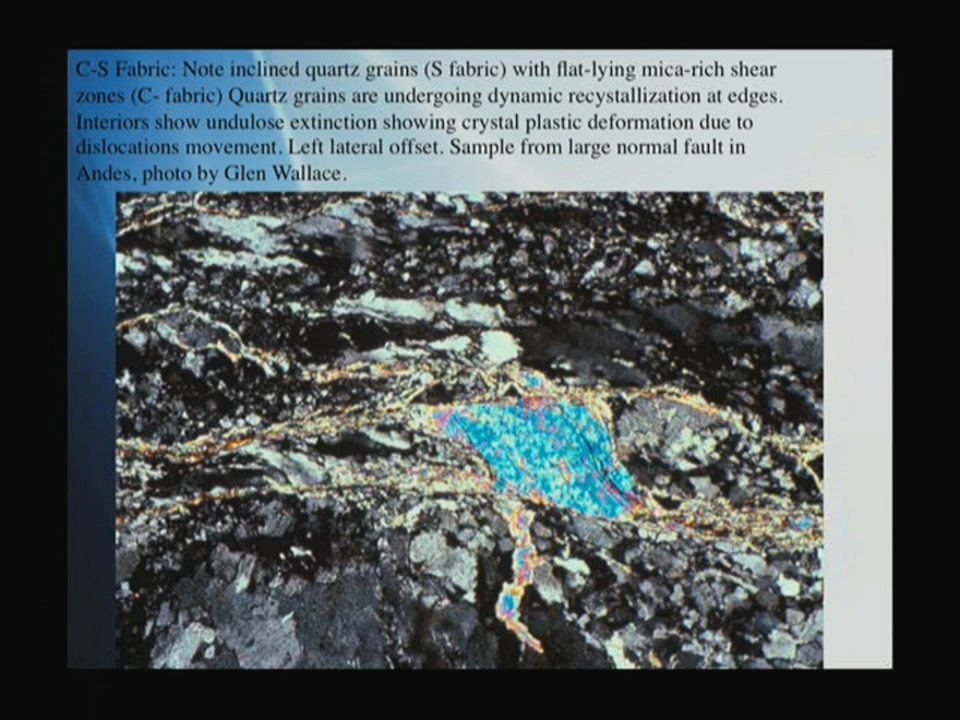 C-S Fabric: Note inclined quartz grains (S fabric) with flat-lying mica-rich shear
zones (C- fabric) Quartz grains are undergoing dynamic recystallization at edges.
Interiors show undulose extinction showing crystal plastic deformation due to
dislocations movement. Left lateral offset. Sample from large normal fault in
Andes, photo by Glen Wallace.